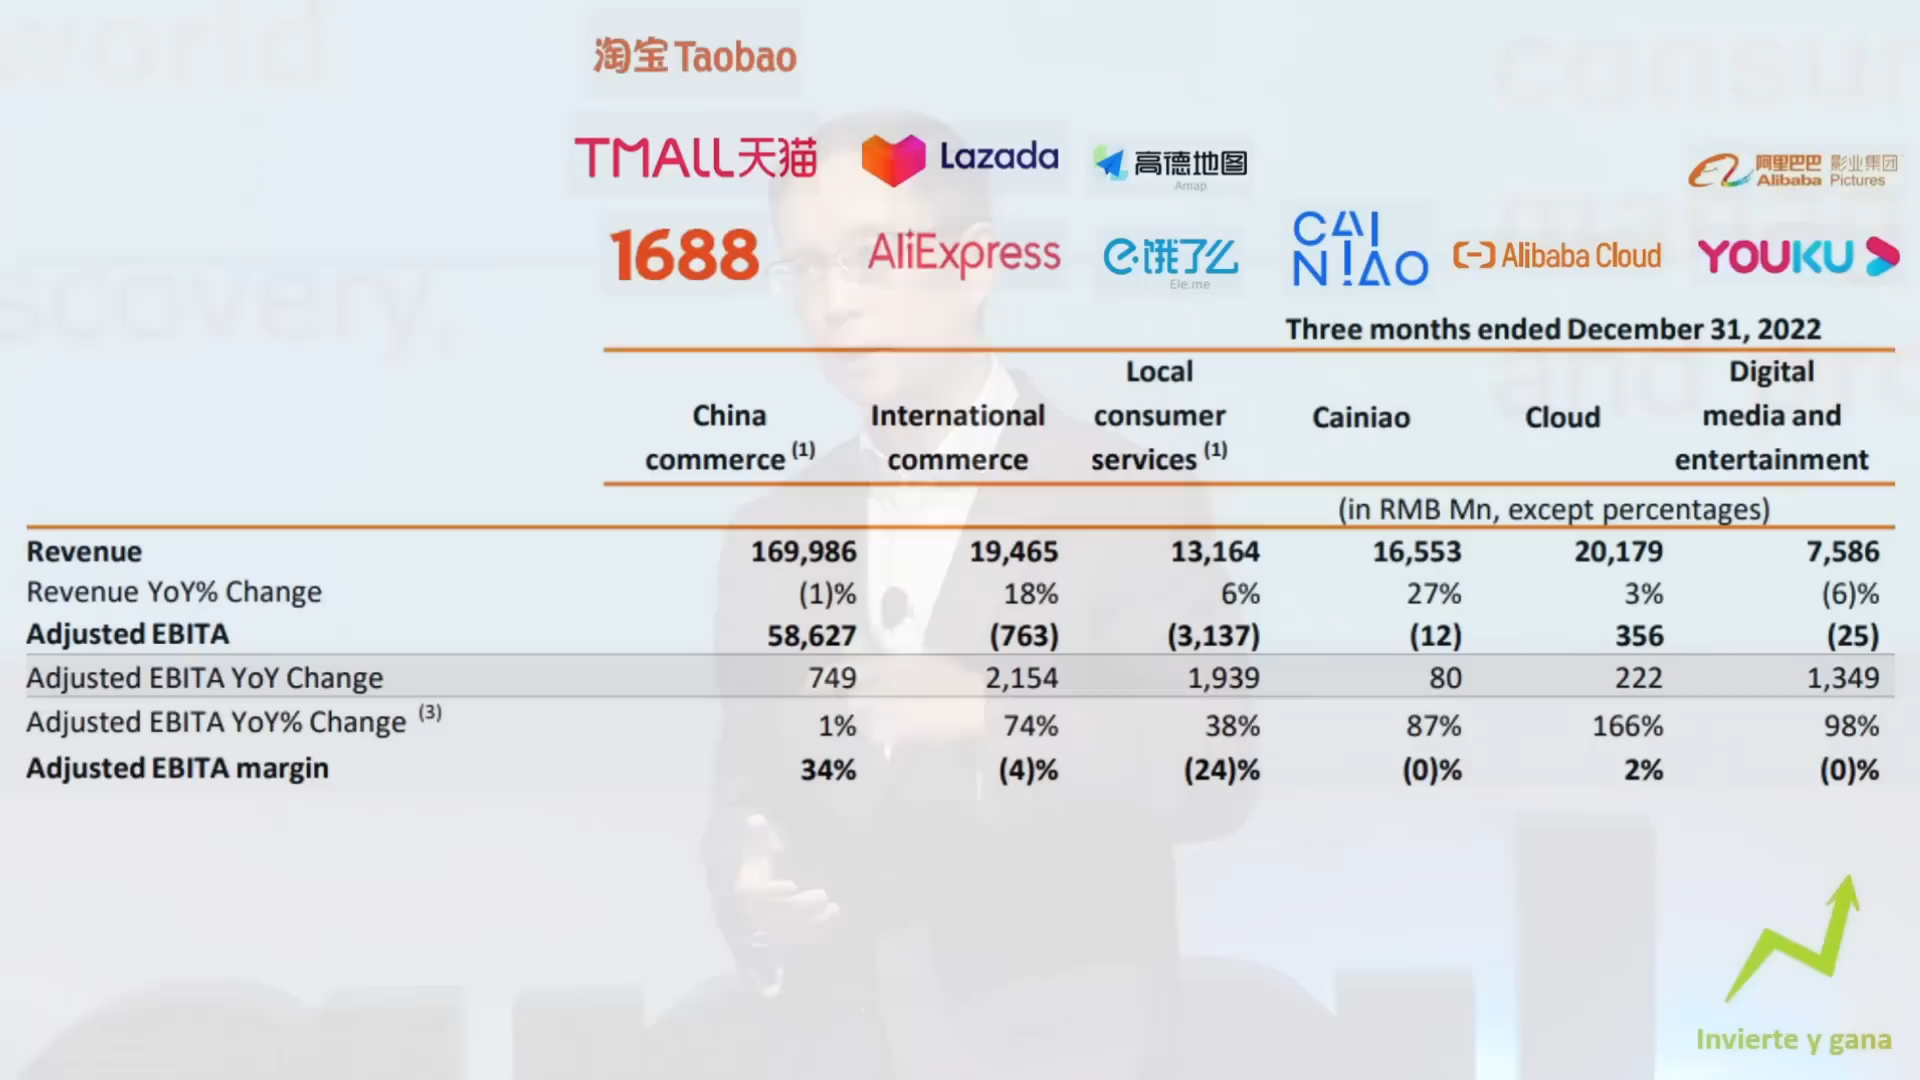 world
consu
scovery,
淘宝 Taobao
TMALL天猫
Lazada
高德地图
Amap
阿里巴巴 影业集团
Alibaba Pictures
1688
AliExpress
饿了么
Ele.me
CAI
NIAO
Alibaba Cloud
YOUKU
Three months ended December 31, 2022
China commerce (1)
International commerce
Local consumer services (1)
Cainiao
Cloud
Digital media and entertainment
(in RMB Mn, except percentages)
Revenue 169,986 19,465 13,164 16,553 20,179 7,586
Revenue YoY% Change (1)% 18% 6% 27% 3% (6)%
Adjusted EBITA 58,627 (763) (3,137) (12) 356 (25)
Adjusted EBITA YoY Change 749 2,154 1,939 80 222 1,349
Adjusted EBITA YoY% Change (3) 1% 74% 38% 87% 166% 98%
Adjusted EBITA margin 34% (4)% (24)% (0)% 2% (0)%
Invierte y gana